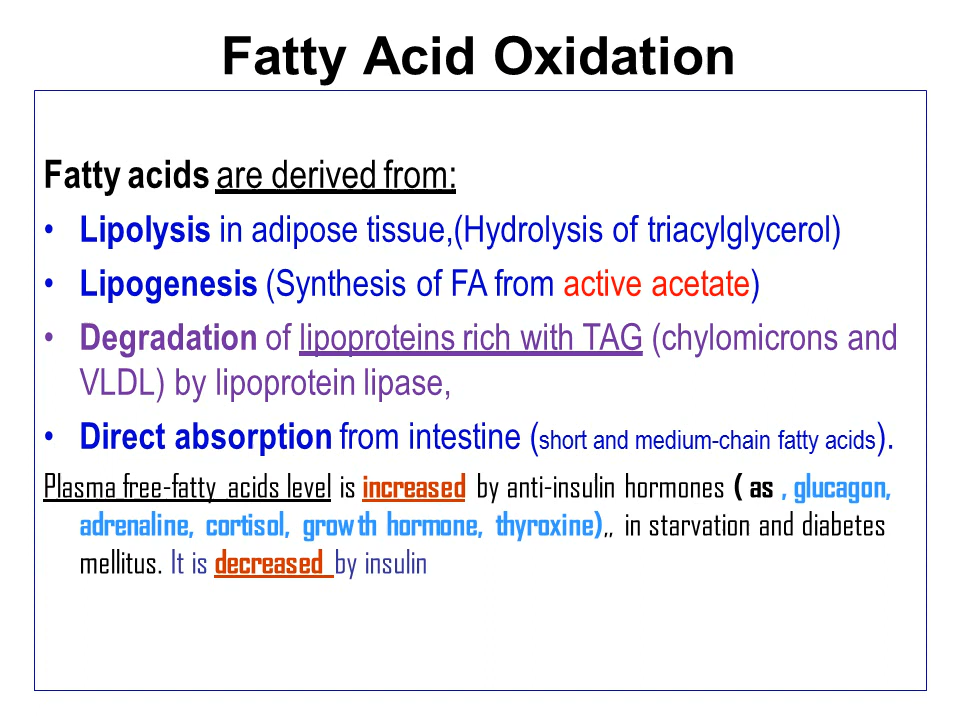 Fatty Acid Oxidation
Fatty acids are derived from:
• Lipolysis in adipose tissue,(Hydrolysis of triacylglycerol)
• Lipogenesis (Synthesis of FA from active acetate)
• Degradation of lipoproteins rich with TAG (chylomicrons and
VLDL) by lipoprotein lipase,
• Direct absorption from intestine (short and medium-chain fatty acids).
Plasma free-fatty acids level is increased by anti-insulin hormones ( as , glucagon,
adrenaline, cortisol, growth hormone, thyroxine),, in starvation and diabetes
mellitus. It is decreased by insulin